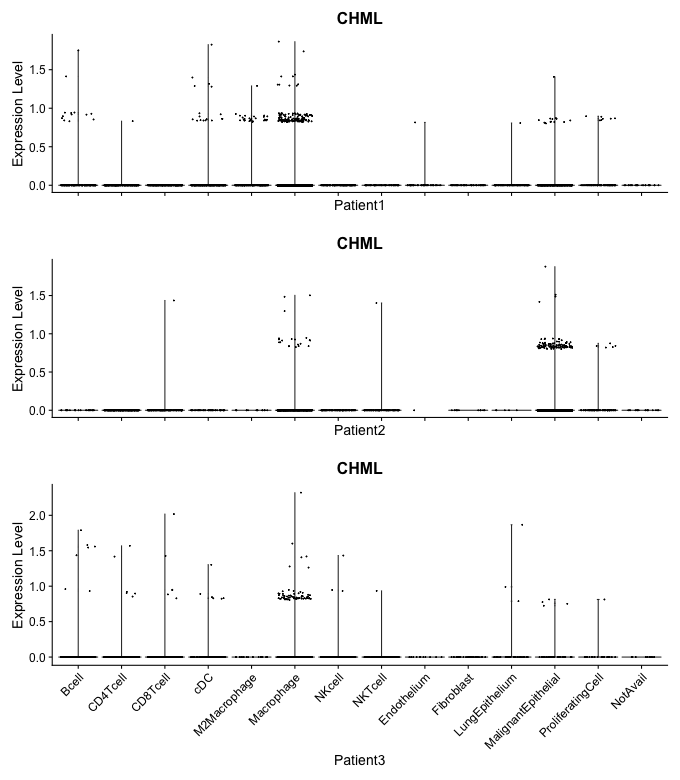 CHML
Expression Level
1.5
1.0
0.5
0.0
Patient1
CHML
Expression Level
1.5
1.0
0.5
0.0
Patient2
CHML
Expression Level
2.0
1.5
1.0
0.5
0.0
Bcell
CD4Tcell
CD8Tcell
cDC
M2Macrophage
Macrophage
NKcell
NKTcell
Endothelium
Fibroblast
LungEpithelium
MalignantEpithelial
ProliferatingCell
NotAvail
Patient3